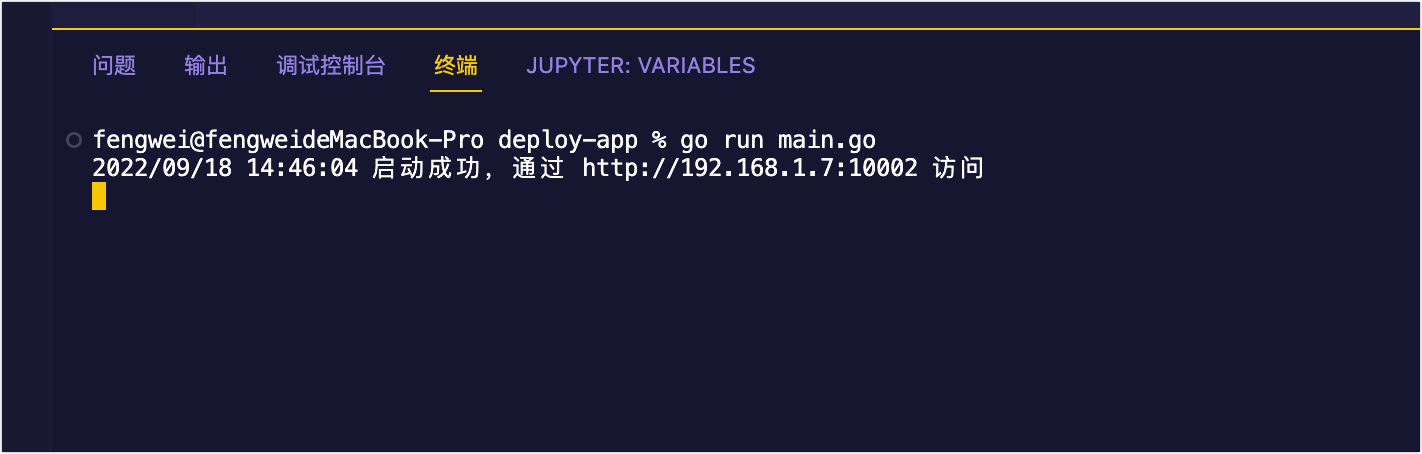 问题 输出 调试控制台 终端 JUPYTER: VARIABLES
fengwei@fengweideMacBook-Pro deploy-app % go run main.go
2022/09/18 14:46:04 启动成功，通过 http://192.168.1.7:10002 访问